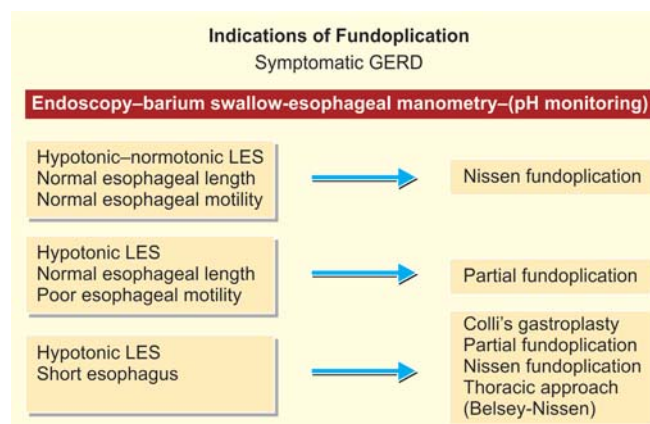 Indications of Fundoplication
Symptomatic GERD
Endoscopy–barium swallow-esophageal manometry–(pH monitoring)
Hypotonic–normotonic LES
Normal esophageal length
Normal esophageal motility
Nissen fundoplication
Hypotonic LES
Normal esophageal length
Poor esophageal motility
Partial fundoplication
Hypotonic LES
Short esophagus
Colli's gastroplasty
Partial fundoplication
Nissen fundoplication
Thoracic approach
(Belsey-Nissen)